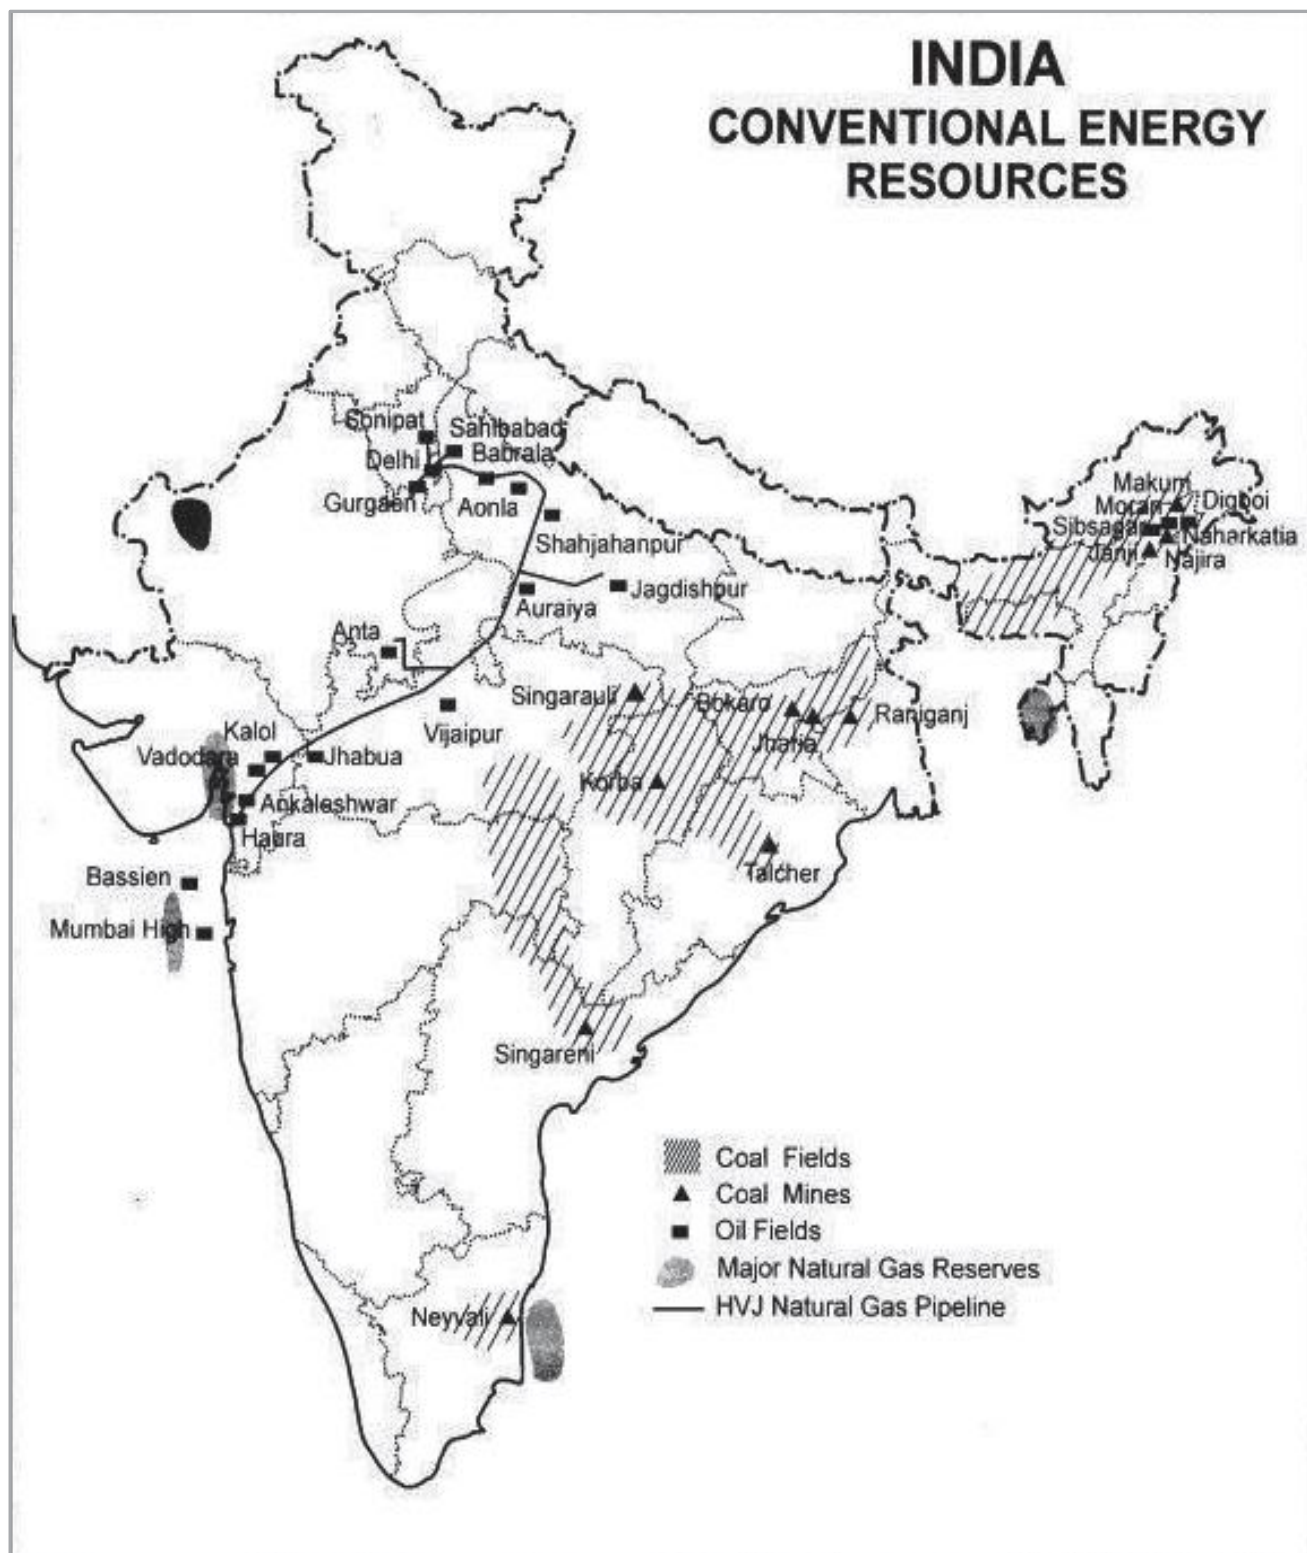 INDIA
CONVENTIONAL ENERGY
RESOURCES
Sonipat
Sahibabad
Delhi
Babrala
Gurgaon
Aonla
Shahjahanpur
Auraiya
Jagdishpur
Anta
Vijaipur
Kalol
Vadodara
Jhabua
Ankaleshwar
Hajira
Bassien
Mumbai High
Makum
Digboi
Moran
Sibsagar
Naharkatia
Janji
Najira
Singarauli
Bokaro
Raniganj
Jharia
Korba
Talcher
Singareni
Neyvali
Coal Fields
Coal Mines
Oil Fields
Major Natural Gas Reserves
HVJ Natural Gas Pipeline